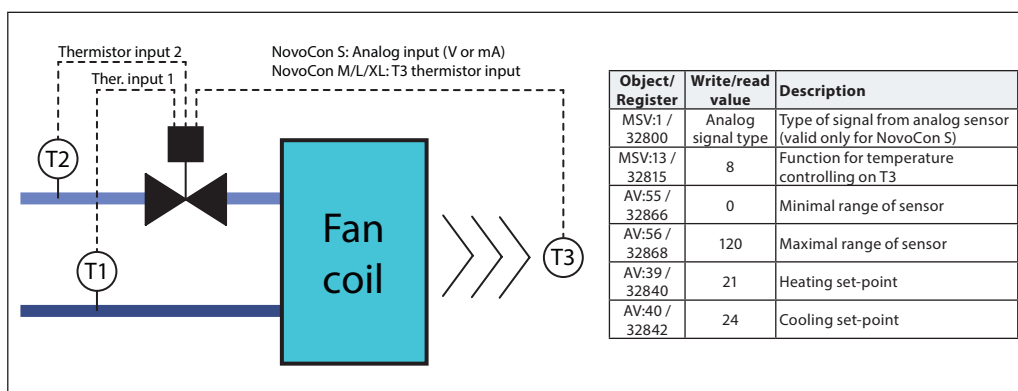 Thermistor input 2
Ther. input 1
NovoCon S: Analog input (V or mA)
NovoCon M/L/XL: T3 thermistor input
T2
T1
Fan
coil
T3
Object/ Write/read Description
Register value
MSV:1 / Analog Type of signal from analog sensor
32800 signal type (valid only for NovoCon S)
MSV:13 / 8 Function for temperature
32815 controlling on T3
AV:55 / 0 Minimal range of sensor
32866
AV:56 / 120 Maximal range of sensor
32868
AV:39 / 21 Heating set-point
32840
AV:40 / 24 Cooling set-point
32842